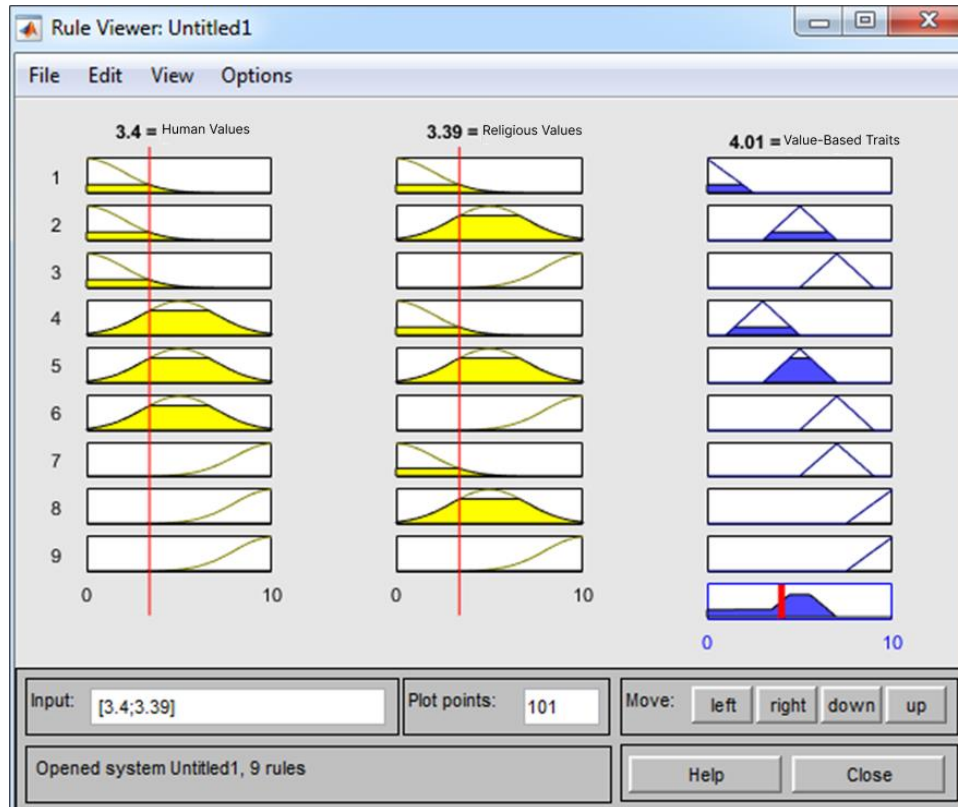 Rule Viewer: Untitled1
File Edit View Options
3.4 = Human Values
3.39 = Religious Values
4.01 = Value-Based Traits
1
2
3
4
5
6
7
8
9
0 10
0 10
0 10
Input: [3.4;3.39]
Plot points: 101
Move: left right down up
Opened system Untitled1, 9 rules
Help Close